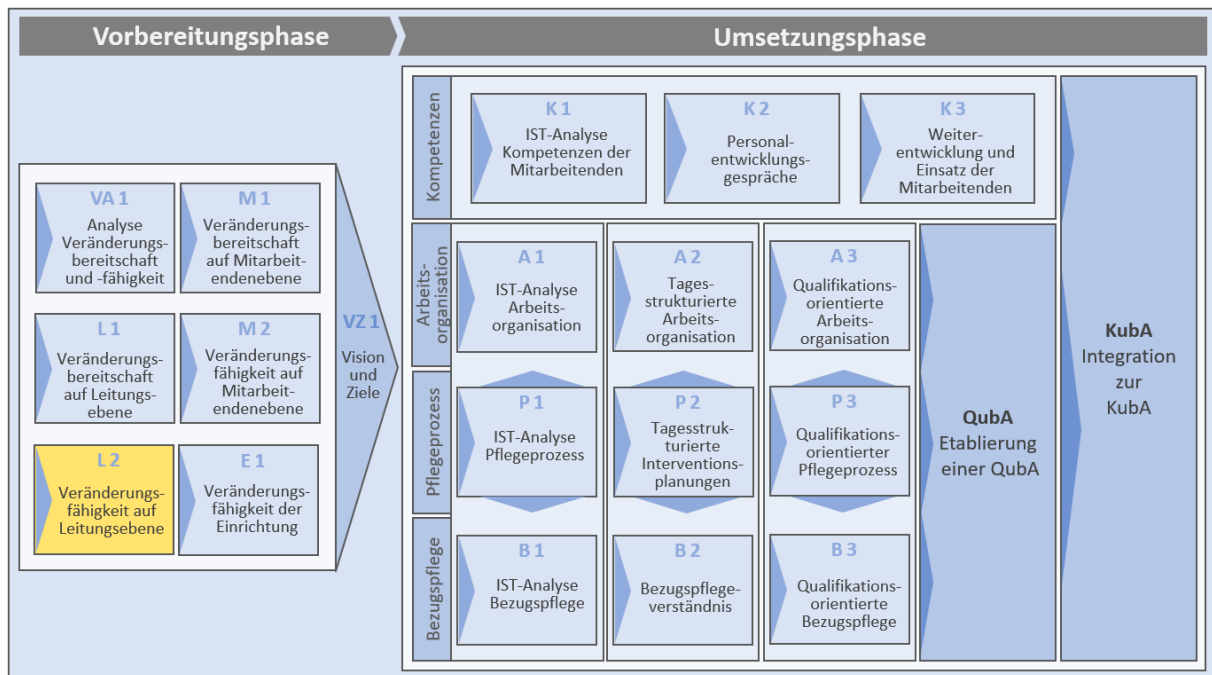 Vorbereitungsphase
Umsetzungsphase
VA 1
Analyse
Veränderungs-
bereitschaft
und -fähigkeit
M 1
Veränderungs-
bereitschaft
auf Mitarbeit-
endenebene
L 1
Veränderungs-
bereitschaft
auf Leitungs-
ebene
M 2
Veränderungs-
fähigkeit auf
Mitarbeit-
endenebene
L 2
Veränderungs-
fähigkeit auf
Leitungsebene
E 1
Veränderungs-
fähigkeit der
Einrichtung
VZ 1
Vision
und
Ziele
Kompetenzen
K 1
IST-Analyse
Kompetenzen der
Mitarbeitenden
K 2
Personal-
entwicklungs-
gespräche
K 3
Weiter-
entwicklung und
Einsatz der
Mitarbeitenden
Arbeits-
organisation
A 1
IST-Analyse
Arbeits-
organisation
A 2
Tages-
strukturierte
Arbeits-
organisation
A 3
Qualifikations-
orientierte
Arbeits-
organisation
Pflegeprozess
P 1
IST-Analyse
Pflegeprozess
P 2
Tagesstruk-
turierte
Interventions-
planungen
P 3
Qualifikations-
orientierter
Pflegeprozess
Bezugspflege
B 1
IST-Analyse
Bezugspflege
B 2
Bezugspflege-
verständnis
B 3
Qualifikations-
orientierte
Bezugspflege
QubA
Etablierung
einer QubA
KubA
Integration
zur
KubA